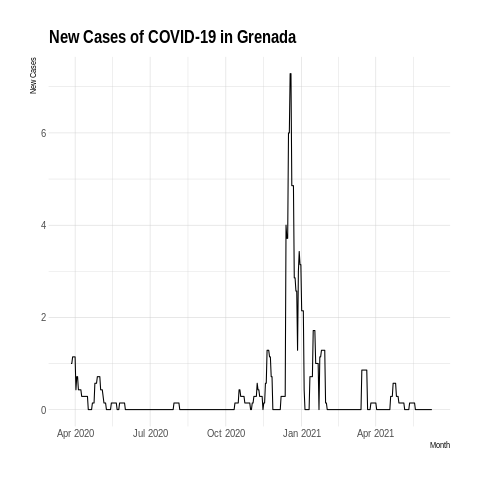 New Cases of COVID-19 in Grenada
New Cases
6
4
2
0
Apr 2020 Jul 2020 Oct 2020 Jan 2021 Apr 2021
Month